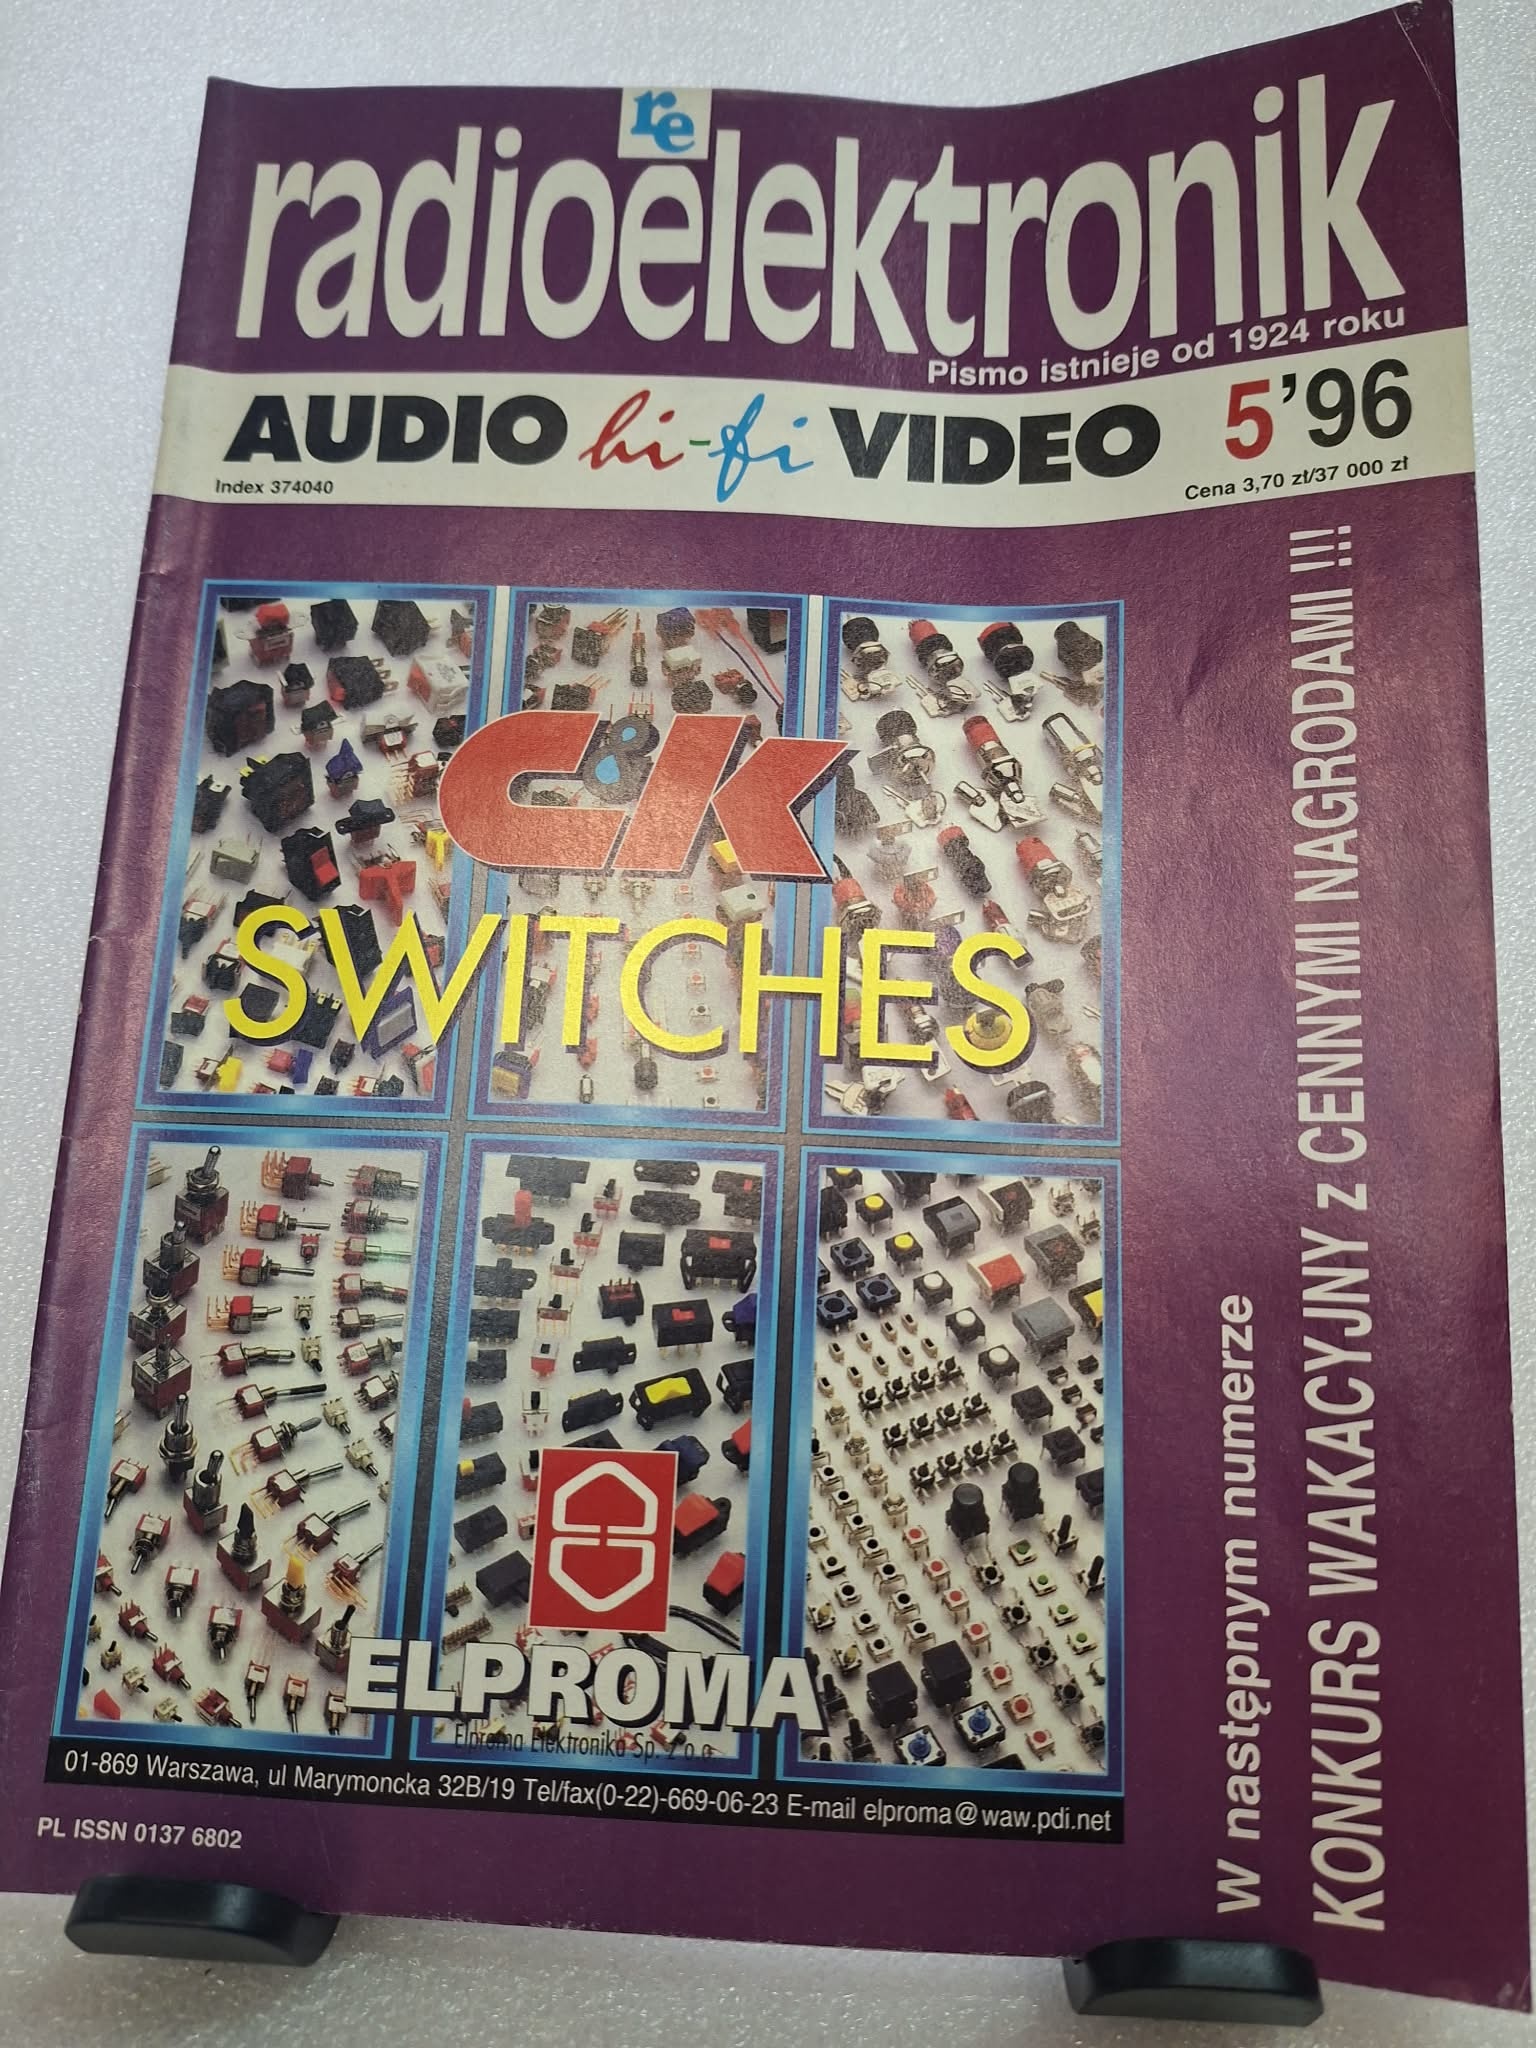 re
radioelektronik
Pismo istnieje od 1924 roku
AUDIO hi-fi VIDEO 5'96
Index 374040
Cena 3,70 zł/37 000 zł
C&K
SWITCHES
ELPROMA
Elproma Elektronika Sp. z o.o.
01-869 Warszawa, ul Marymoncka 32B/19 Tel/fax(0-22)-669-06-23 E-mail elproma@waw.pdi.net
PL ISSN 0137 6802
w następnym numerze
KONKURS WAKACYJNY z CENNYMI NAGRODAMI !!!